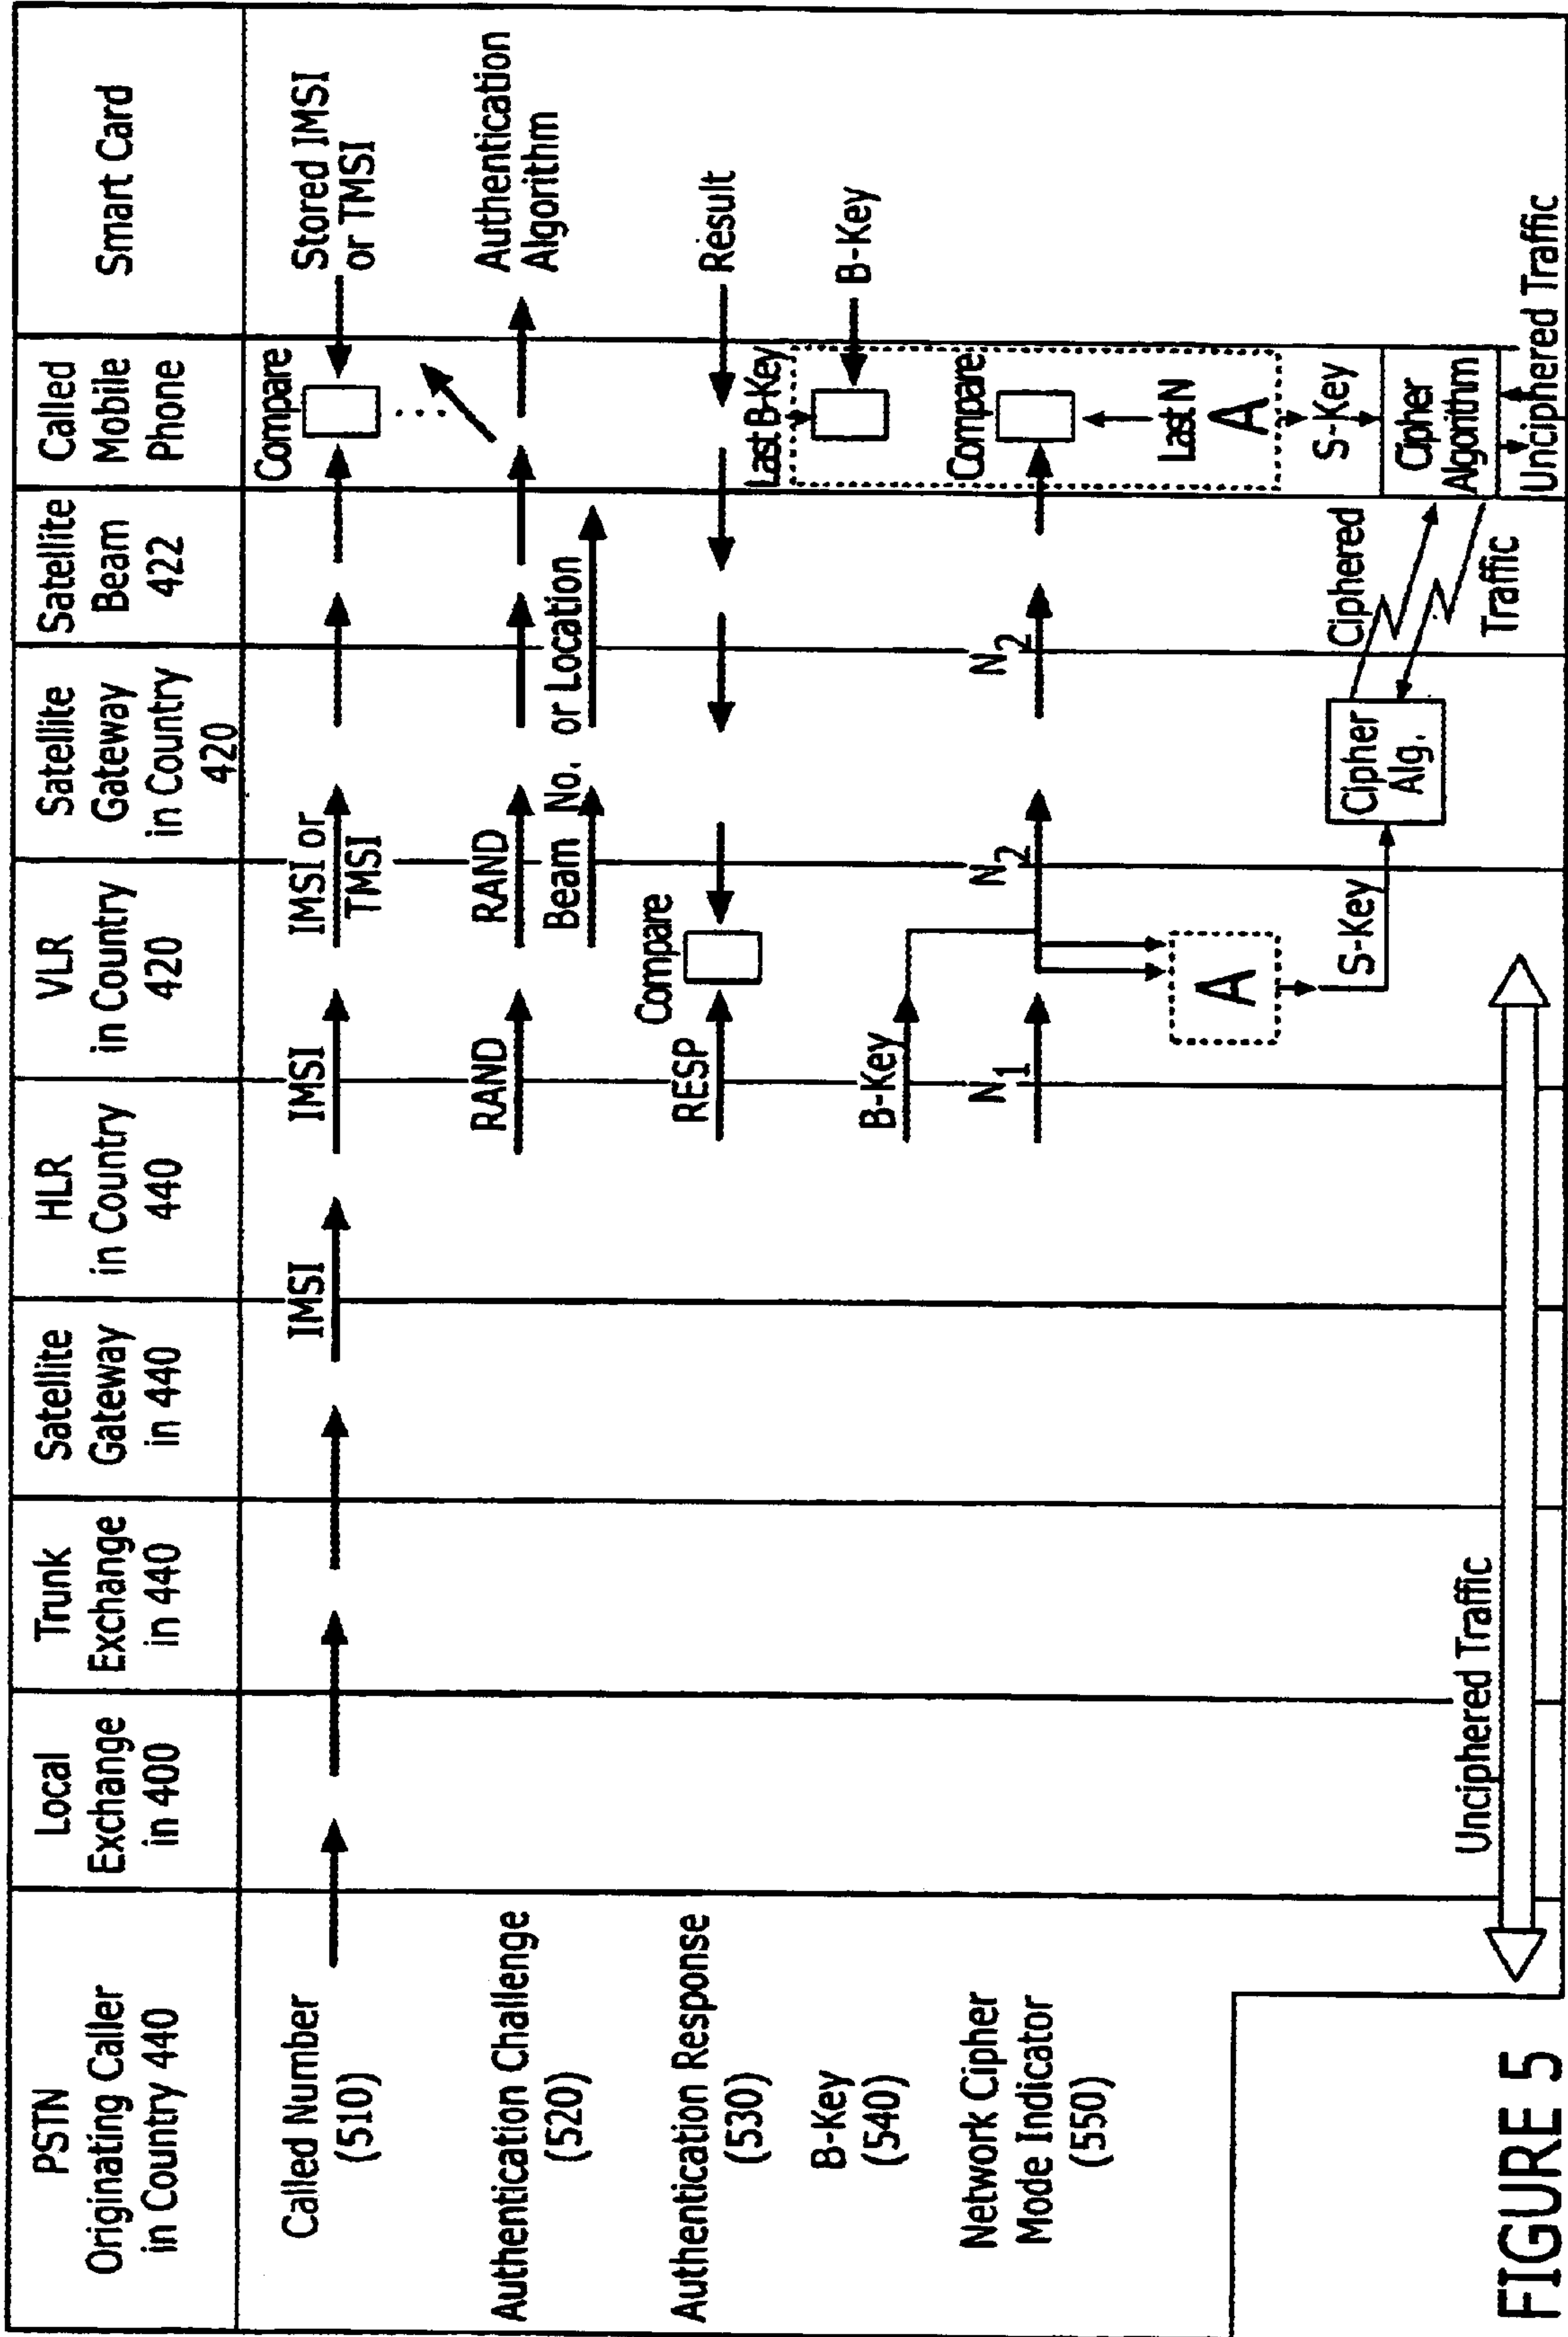 PSTN
Originating Caller
in Country 440
Local
Exchange
in 400
Trunk
Exchange
in 440
Satellite
Gateway
in 440
HLR
in Country
440
VLR
in Country
420
Satellite
Gateway
in Country
420
Satellite
Beam
422
Called
Mobile
Phone
Smart Card
Called Number
(510)
IMSI
IMSI
IMSI or
TMSI
Compare
Stored IMSI
or TMSI
Authentication Challenge
(520)
RAND
RAND
Beam No. or Location
Authentication
Algorithm
Authentication Response
(530)
RESP
Compare
Result
B-Key
(540)
B-Key
Last B-Key
B-Key
Network Cipher
Mode Indicator
(550)
N1
N2
N2
Compare
Last N
A
A
S-Key
S-Key
Cipher
Alg.
Ciphered
Traffic
Cipher
Algorithm
Unciphered Traffic
Unciphered Traffic
FIGURE 5